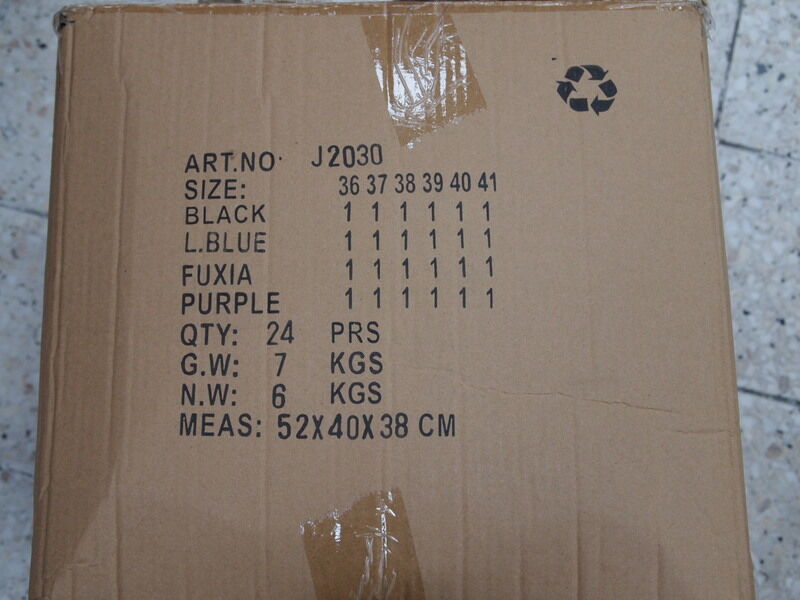 ART.NO. J2030
SIZE: 36 37 38 39 40 41
BLACK 1 1 1 1 1 1
L.BLUE 1 1 1 1 1 1
FUXIA 1 1 1 1 1 1
PURPLE 1 1 1 1 1 1
QTY: 24 PRS
G.W: 7 KGS
N.W: 6 KGS
MEAS: 52X40X38 CM